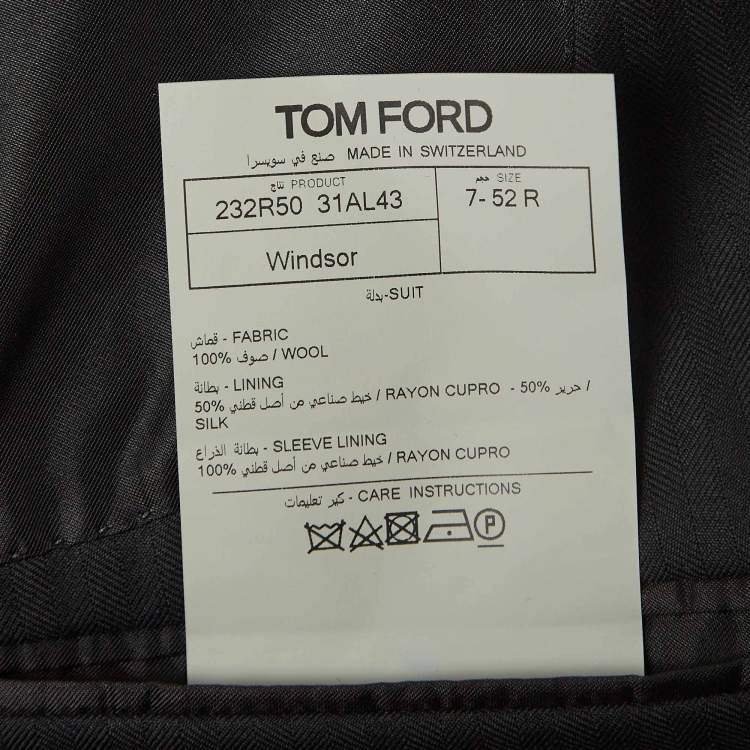 TOM FORD
صنع في سويسرا MADE IN SWITZERLAND
نتاج PRODUCT
232R50 31AL43
حجم SIZE
7- 52 R
Windsor
بدلة-SUIT
قماش - FABRIC
100% صوف / WOOL
بطانة - LINING
50% خيط صناعي من أصل قطني / RAYON CUPRO - 50% حرير /
SILK
بطانة الذراع - SLEEVE LINING
100% خيط صناعي من أصل قطني / RAYON CUPRO
كير تعليمات - CARE INSTRUCTIONS
P